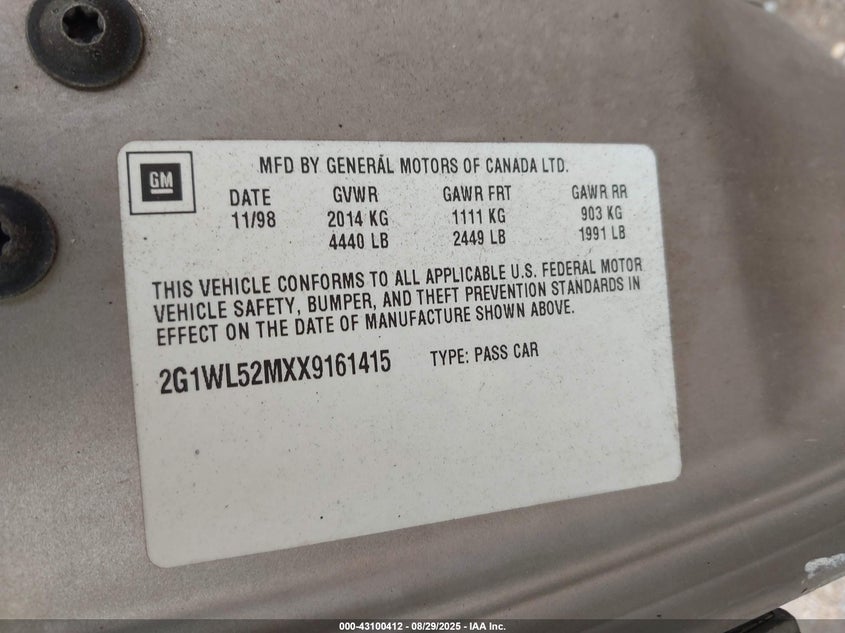 GM
MFD BY GENERAL MOTORS OF CANADA LTD.
DATE GVWR GAWR FRT GAWR RR
11/98 2014 KG 1111 KG 903 KG
4440 LB 2449 LB 1991 LB
THIS VEHICLE CONFORMS TO ALL APPLICABLE U.S. FEDERAL MOTOR
VEHICLE SAFETY, BUMPER, AND THEFT PREVENTION STANDARDS IN
EFFECT ON THE DATE OF MANUFACTURE SHOWN ABOVE.
2G1WL52MXX9161415 TYPE: PASS CAR
000-43100412 - 08/29/2025 - IAA Inc.